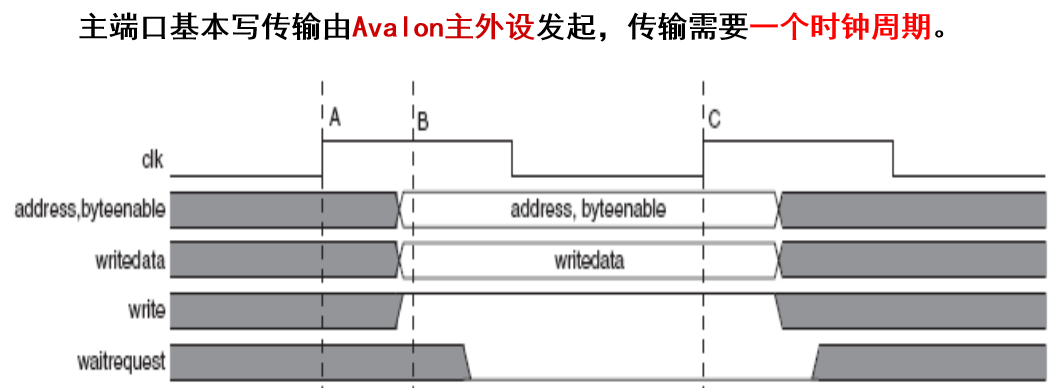 主端口基本写传输由Avalon主外设发起，传输需要一个时钟周期。
A
B
C
clk
address,byteenable
address, byteenable
writedata
writedata
write
waitrequest